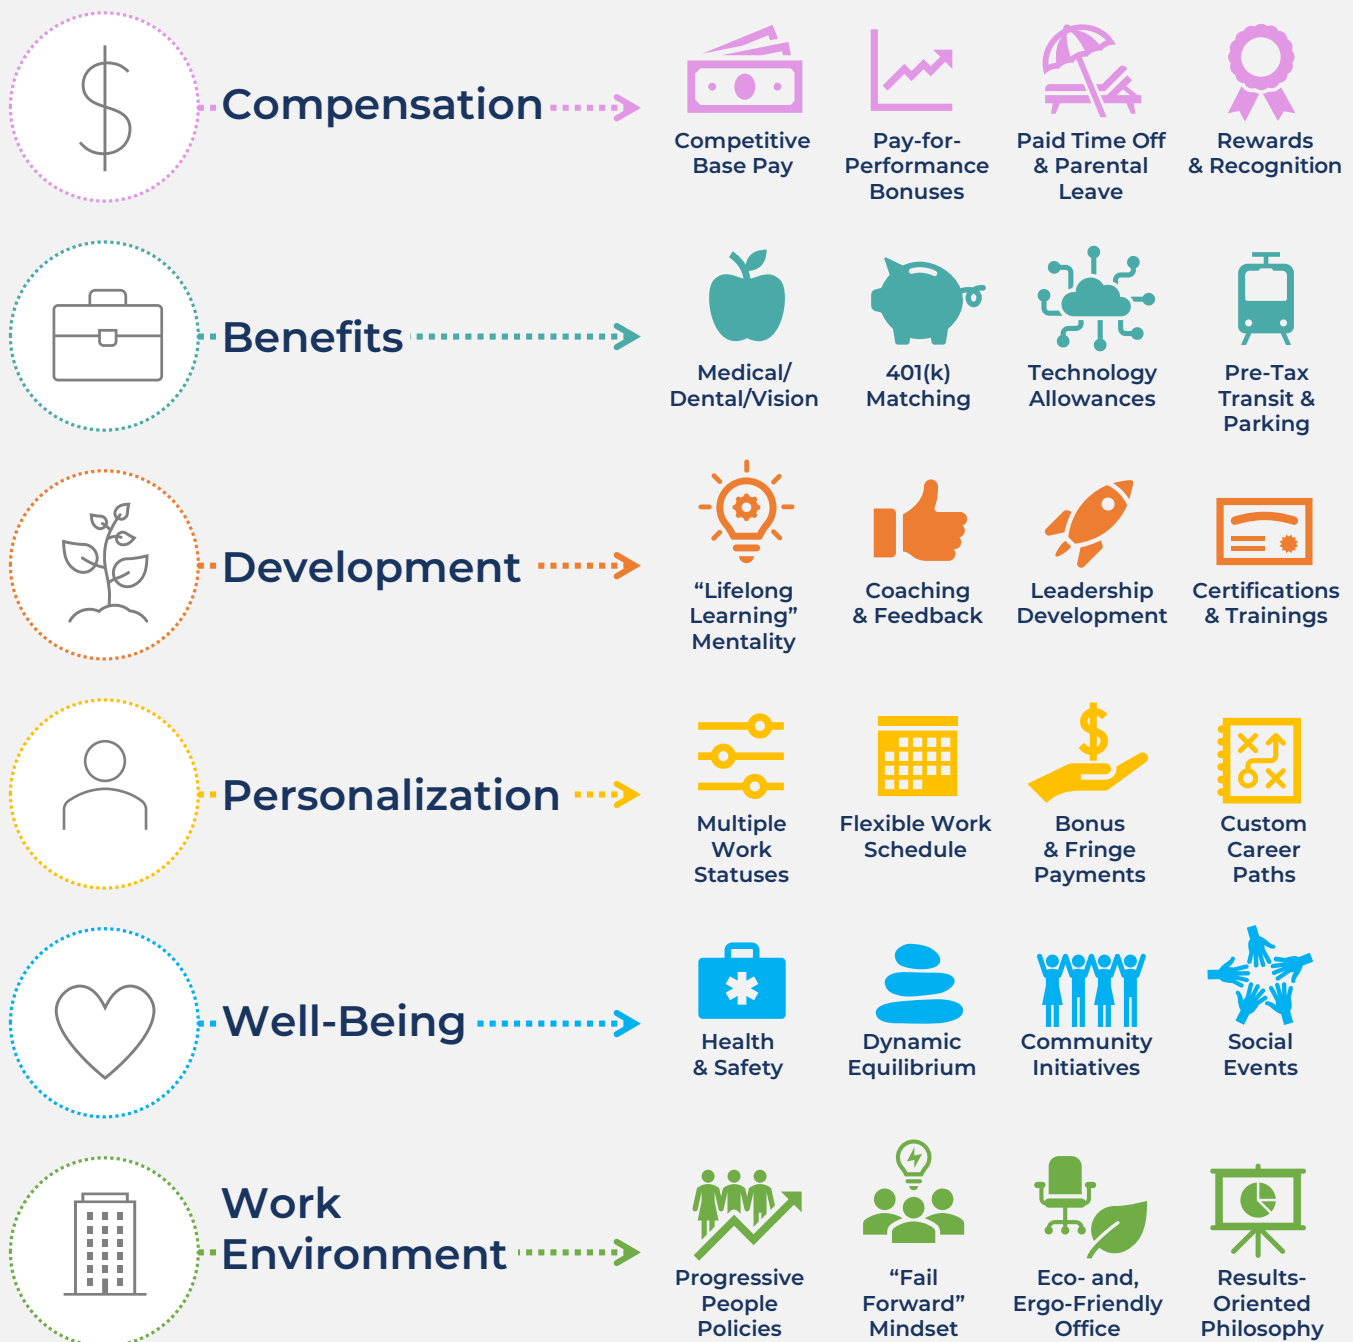 Compensation
Competitive
Base Pay
Pay-for-
Performance
Bonuses
Paid Time Off
& Parental
Leave
Rewards
& Recognition
Benefits
Medical/
Dental/Vision
401(k)
Matching
Technology
Allowances
Pre-Tax
Transit &
Parking
Development
“Lifelong
Learning”
Mentality
Coaching
& Feedback
Leadership
Development
Certifications
& Trainings
Personalization
Multiple
Work
Statuses
Flexible Work
Schedule
Bonus
& Fringe
Payments
Custom
Career
Paths
Well-Being
Health
& Safety
Dynamic
Equilibrium
Community
Initiatives
Social
Events
Work
Environment
Progressive
People
Policies
“Fail
Forward”
Mindset
Eco- and,
Ergo-Friendly
Office
Results-
Oriented
Philosophy